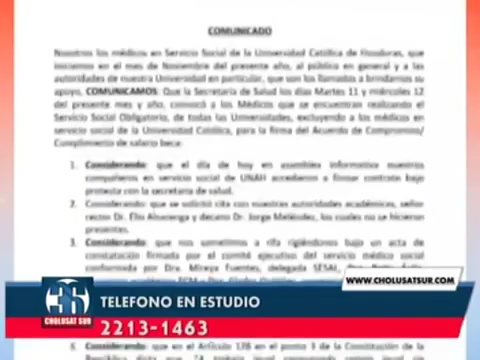 COMUNICADO
Nosotros los médicos en Servicio Social de la Universidad Católica de Honduras, que
iniciamos en el mes de Noviembre del presente año, al público en general y a las
autoridades de nuestra Universidad en particular, que son los llamados a brindarnos su
apoyo, COMUNICAMOS: Que la Secretaría de Salud los días Martes 11 y miércoles 12
del presente mes y año, convocó a los Médicos que se encuentran realizando el
Servicio Social Obligatorio, de todas las Universidades, excluyendo a los médicos en
servicio social de la Universidad Católica, para la firma del Acuerdo de Compromiso/
Cumplimiento de salario beca:
1. Considerando: que el día de hoy en asamblea informativa nuestros
compañeros en servicio social de UNAH accedieron a firmar contrato bajo
protesta con la secretaria de salud.
2. Considerando: que se solicitó cita con nuestras autoridades académicas, señor
rector Dr. Elio Alvarenga y decano Dr. Jorge Meléndez, los cuales no se hicieron
presentes.
3. Considerando: que nos sometimos a rifa rigiéndonos bajo un acta de
constatación firmada por el comité ejecutivo del servicio médico social
conformada por Dra. Mireya Fuentes, delegada SESAL,
WWW.CHOLUSATSUR.COM
36
CHOLUSAT SUR
TELEFONO EN ESTUDIO
2213-1463
que en el Artículo 128 en el punto 3 de la Constitución de la
República